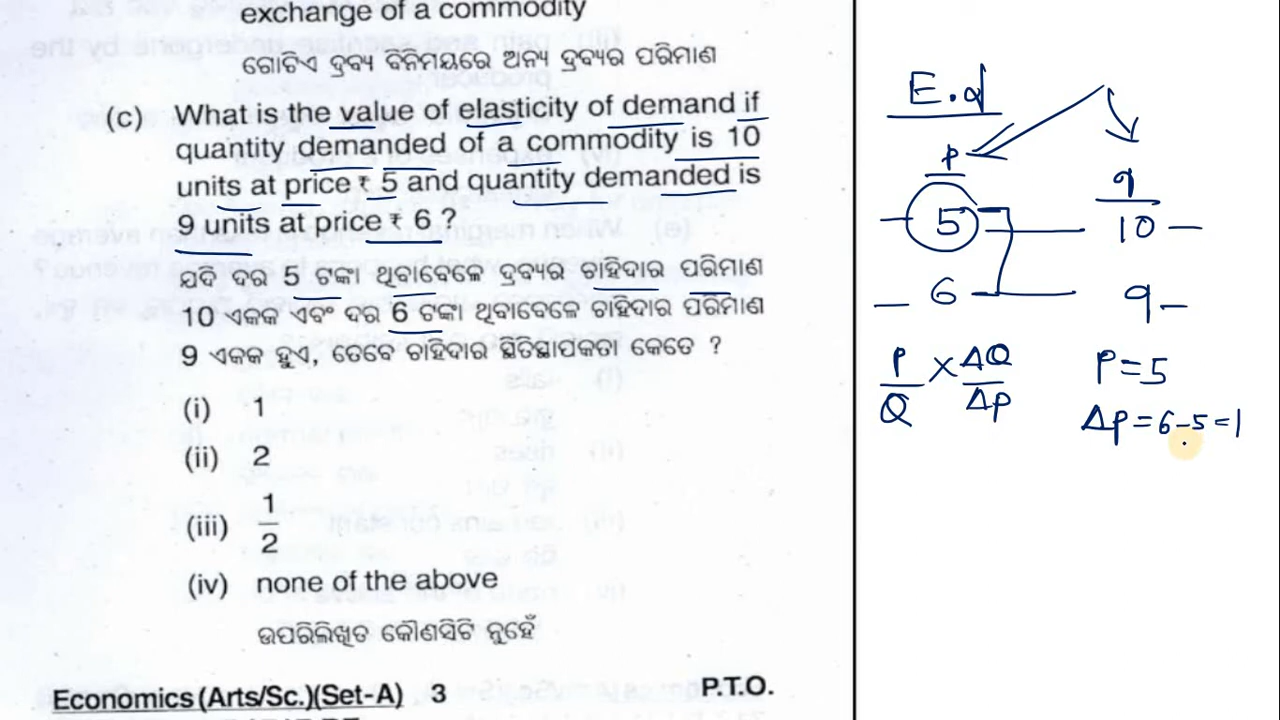 exchange of a commodity
ଗୋଟିଏ ଦ୍ରବ୍ୟ ବିନିମୟରେ ଅନ୍ୟ ଦ୍ରବ୍ୟର ପରିମାଣ
(c) What is the value of elasticity of demand if
quantity demanded of a commodity is 10
units at price ₹ 5 and quantity demanded is
9 units at price ₹ 6 ?
ଯଦି ଦର 5 ଟଙ୍କା ଥିବାବେଳେ ଦ୍ରବ୍ୟର ଚାହିଦାର ପରିମାଣ
10 ଏକକ ଏବଂ ଦର 6 ଟଙ୍କା ଥିବାବେଳେ ଚାହିଦାର ପରିମାଣ
9 ଏକକ ହୁଏ, ତେବେ ଚାହିଦାର ସ୍ଥିତିସ୍ଥାପକତା କେତେ ?
(i) 1
(ii) 2
(iii) 1/2
(iv) none of the above
ଉପରିଲିଖିତ କୌଣସିଟି ନୁହେଁ
Economics (Arts/Sc.)(Set-A) 3 P.T.O.
E.d
P q
5 10
6 9
P/Q × ΔQ/ΔP
P = 5
ΔP = 6-5 = 1